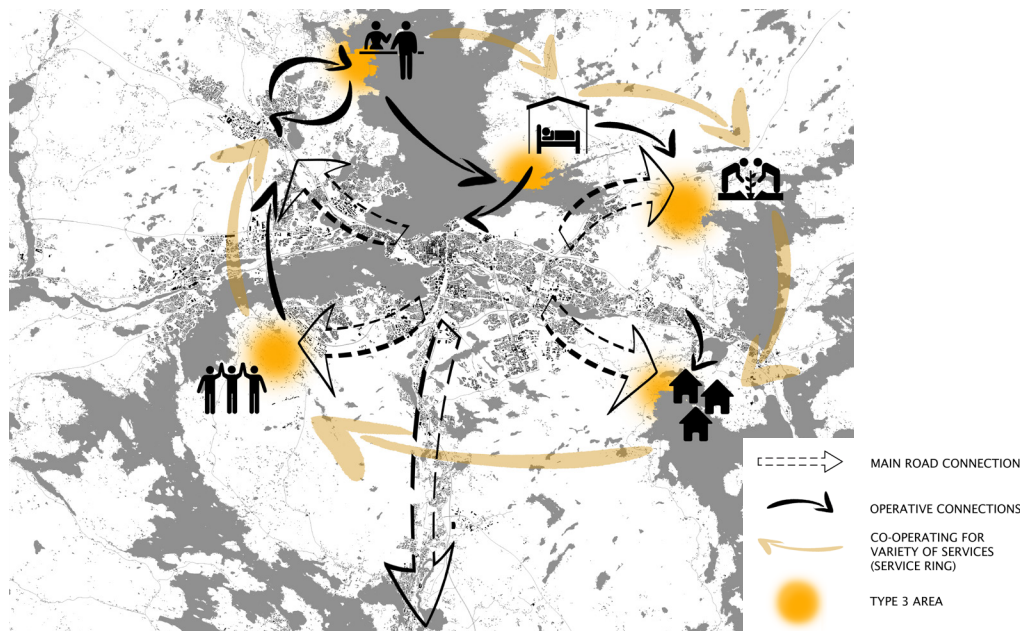 MAIN ROAD CONNECTION
OPERATIVE CONNECTIONS
CO-OPERATING FOR
VARIETY OF SERVICES
(SERVICE RING)
TYPE 3 AREA